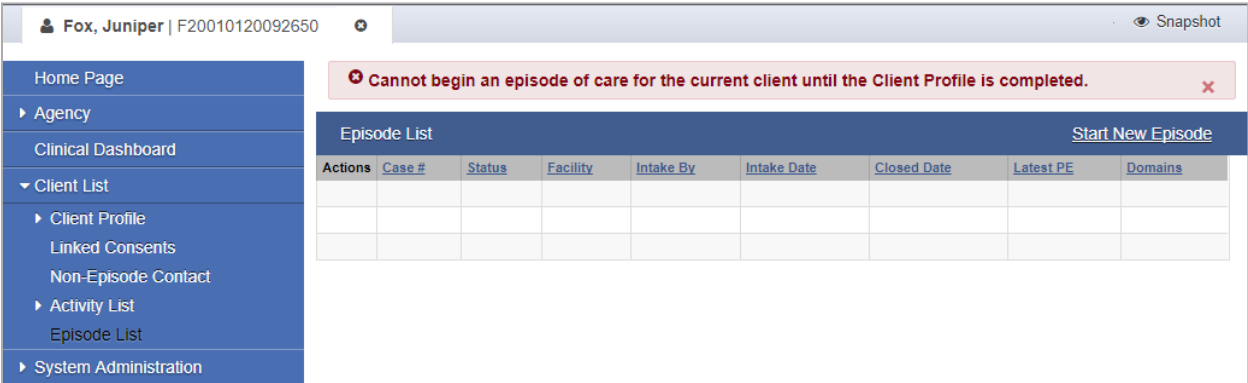 Fox, Juniper | F20010120092650
Snapshot
Home Page
Agency
Clinical Dashboard
Client List
Client Profile
Linked Consents
Non-Episode Contact
Activity List
Episode List
System Administration
Cannot begin an episode of care for the current client until the Client Profile is completed.
Episode List Start New Episode
Actions Case # Status Facility Intake By Intake Date Closed Date Latest PE Domains